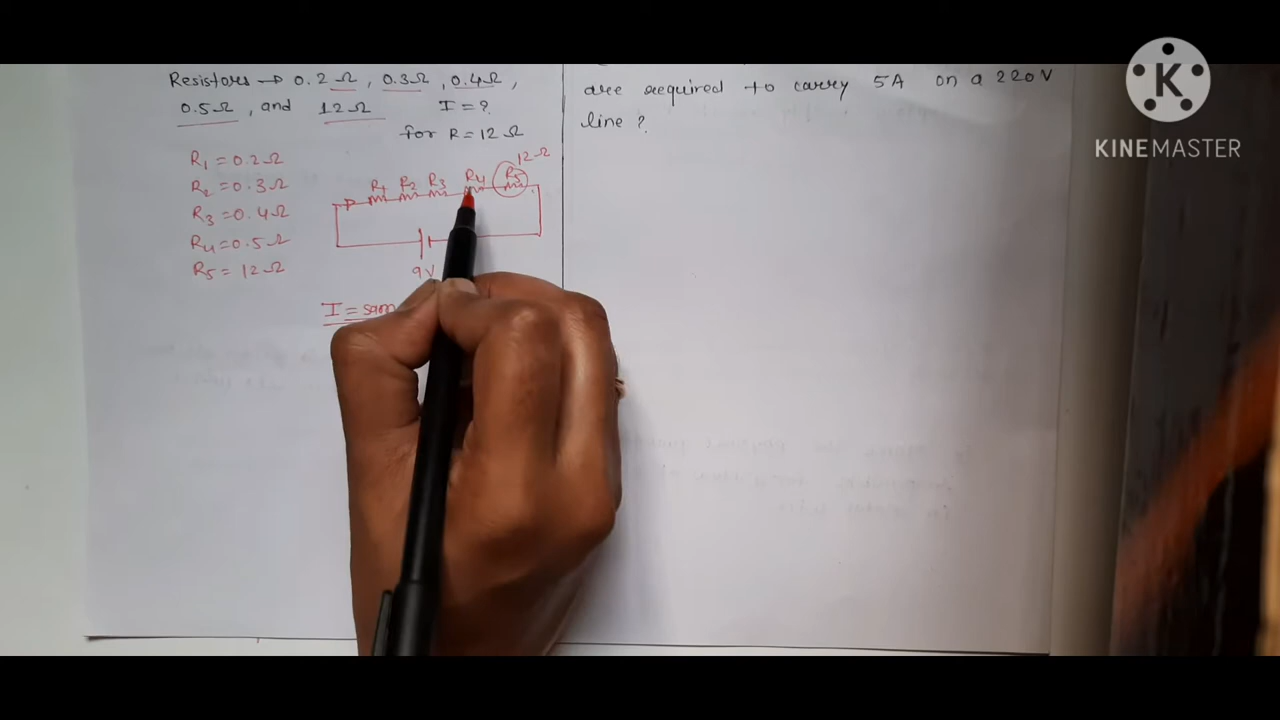 Resistors → 0.2 Ω , 0.3 Ω , 0.4 Ω ,
0.5 Ω , and 12 Ω I = ?
for R = 12 Ω
R1 = 0.2 Ω
R2 = 0.3 Ω
R3 = 0.4 Ω
R4 = 0.5 Ω
R5 = 12 Ω
12 Ω
R1 R2 R3 R4 R5
9V
I =
are required to carry 5A on a 220 V
line ?
K
KINEMASTER